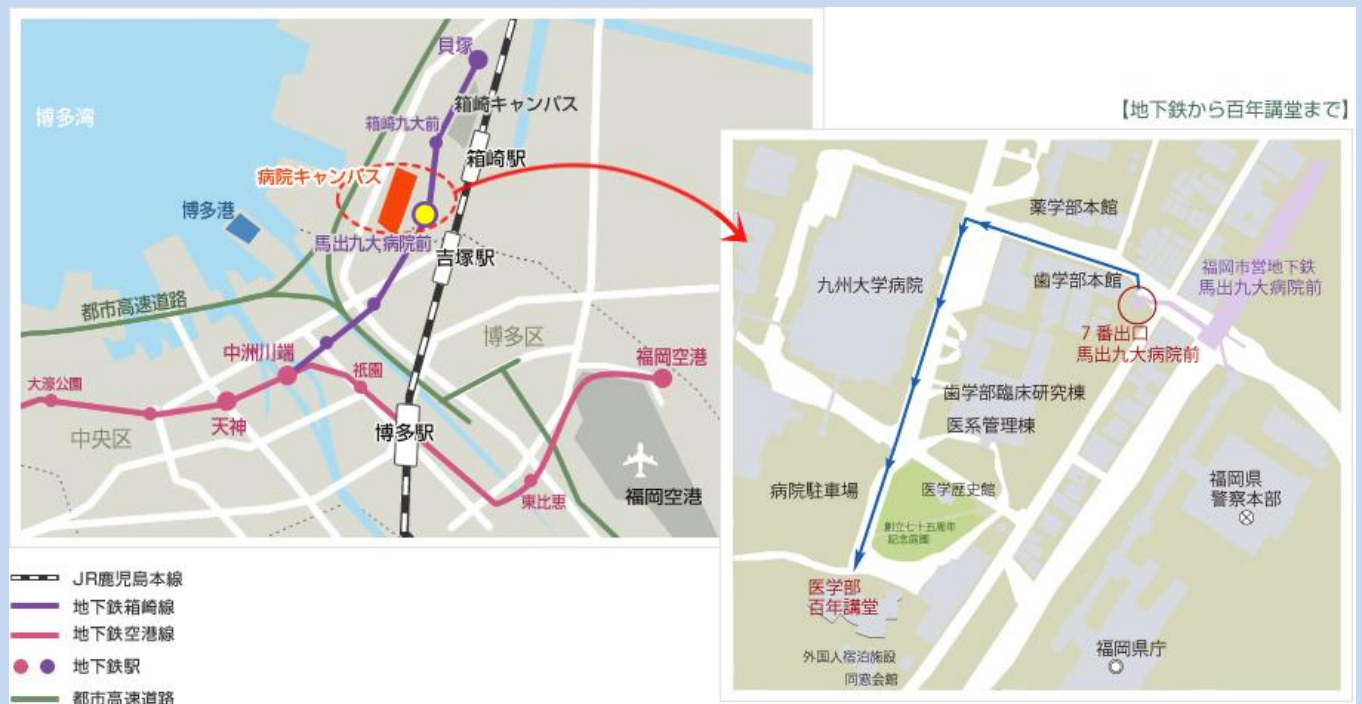 貝塚
箱崎キャンパス
博多湾
箱崎九大前
箱崎駅
病院キャンパス
博多港
馬出九大病院前
吉塚駅
都市高速道路
博多区
中洲川端
祇園
福岡空港
大濠公園
天神
中央区
博多駅
東比恵
福岡空港
JR鹿児島本線
地下鉄箱崎線
地下鉄空港線
地下鉄駅
都市高速道路
【地下鉄から百年講堂まで】
薬学部本館
九州大学病院
歯学部本館
福岡市営地下鉄
馬出九大病院前
7番出口
馬出九大病院前
歯学部臨床研究棟
医系管理棟
病院駐車場
医学歴史館
福岡県
警察本部
創立七十五周年
記念庭園
医学部
百年講堂
外国人宿泊施設
同窓会館
福岡県庁